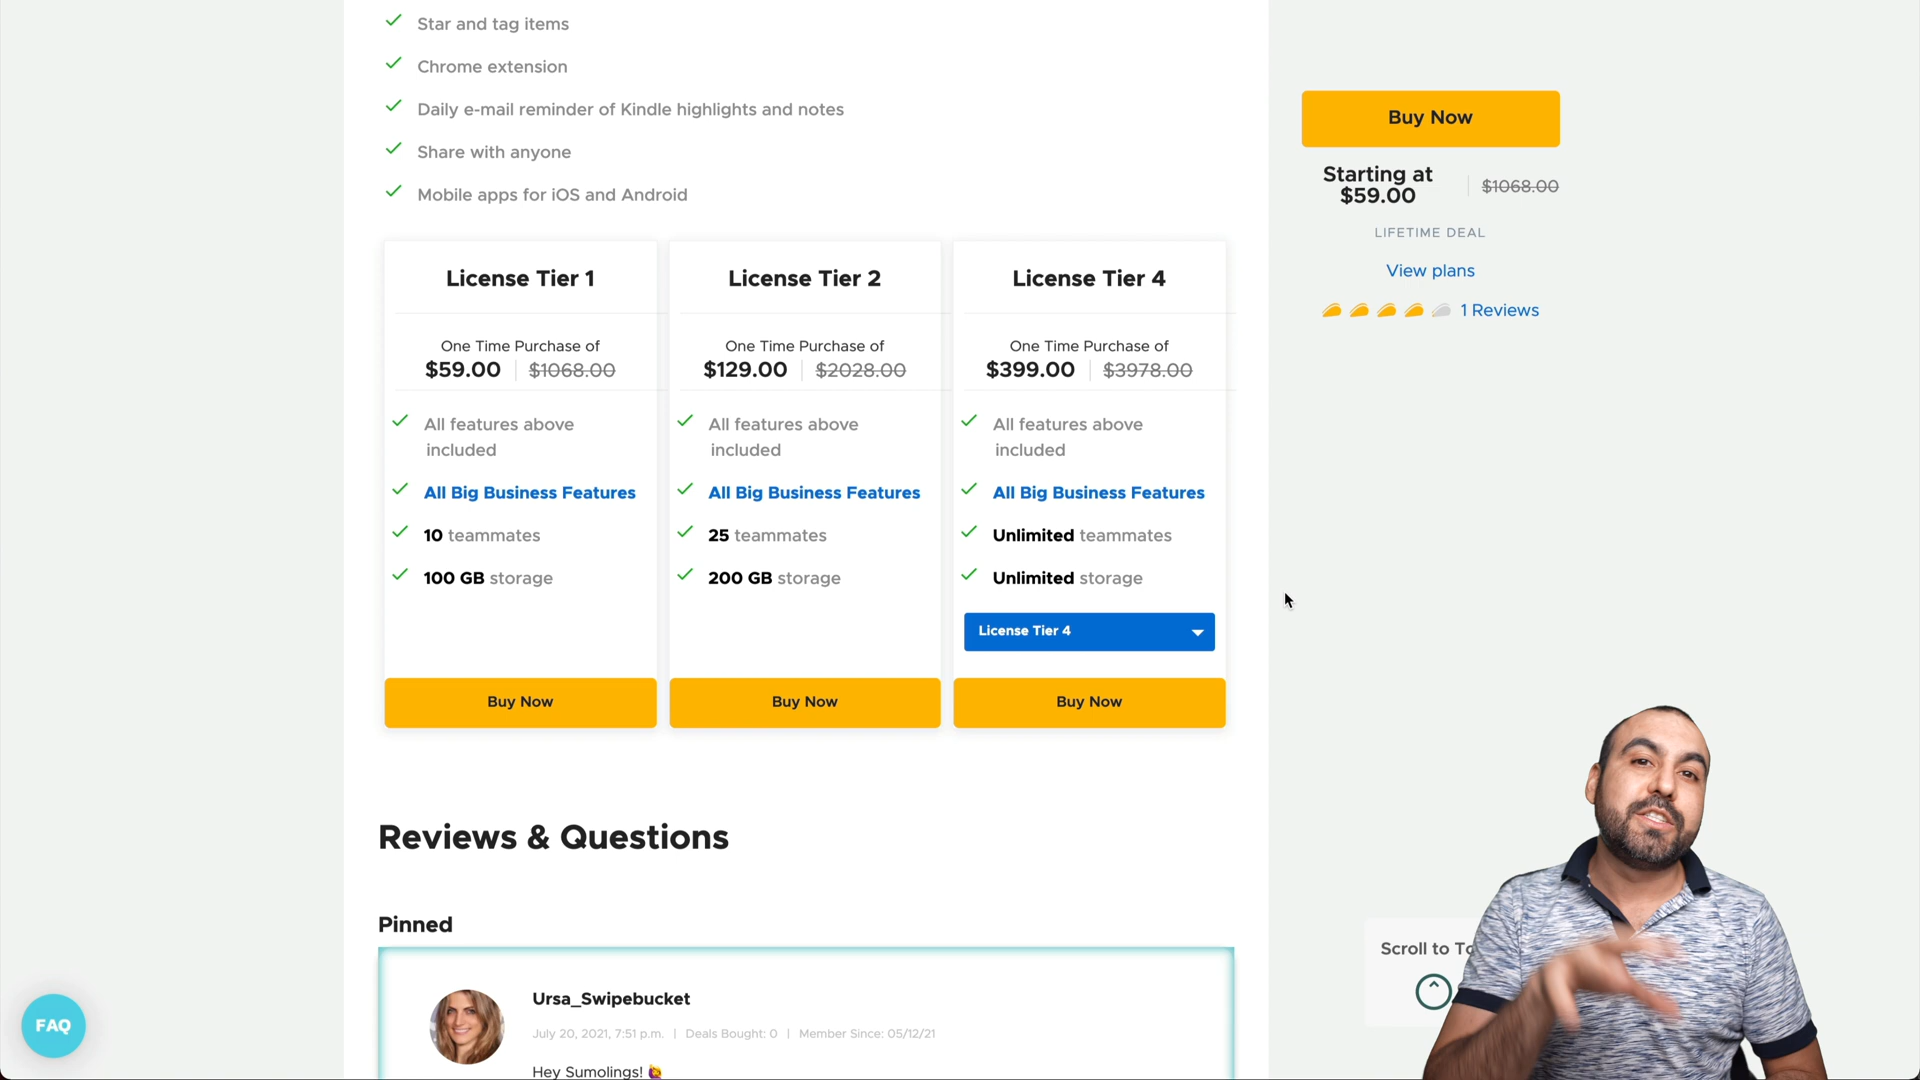 Star and tag items
Chrome extension
Daily e-mail reminder of Kindle highlights and notes
Share with anyone
Mobile apps for iOS and Android
License Tier 1
One Time Purchase of
$59.00 $1068.00
All features above
included
All Big Business Features
10 teammates
100 GB storage
Buy Now
License Tier 2
One Time Purchase of
$129.00 $2028.00
All features above
included
All Big Business Features
25 teammates
200 GB storage
Buy Now
License Tier 4
One Time Purchase of
$399.00 $3978.00
All features above
included
All Big Business Features
Unlimited teammates
Unlimited storage
License Tier 4
Buy Now
Buy Now
Starting at
$59.00 $1068.00
LIFETIME DEAL
View plans
1 Reviews
Reviews & Questions
Pinned
Ursa_Swipebucket
July 20, 2021, 7:51 p.m. | Deals Bought: 0 | Member Since: 05/12/21
Hey Sumolings! 🙋
Scroll to
FAQ